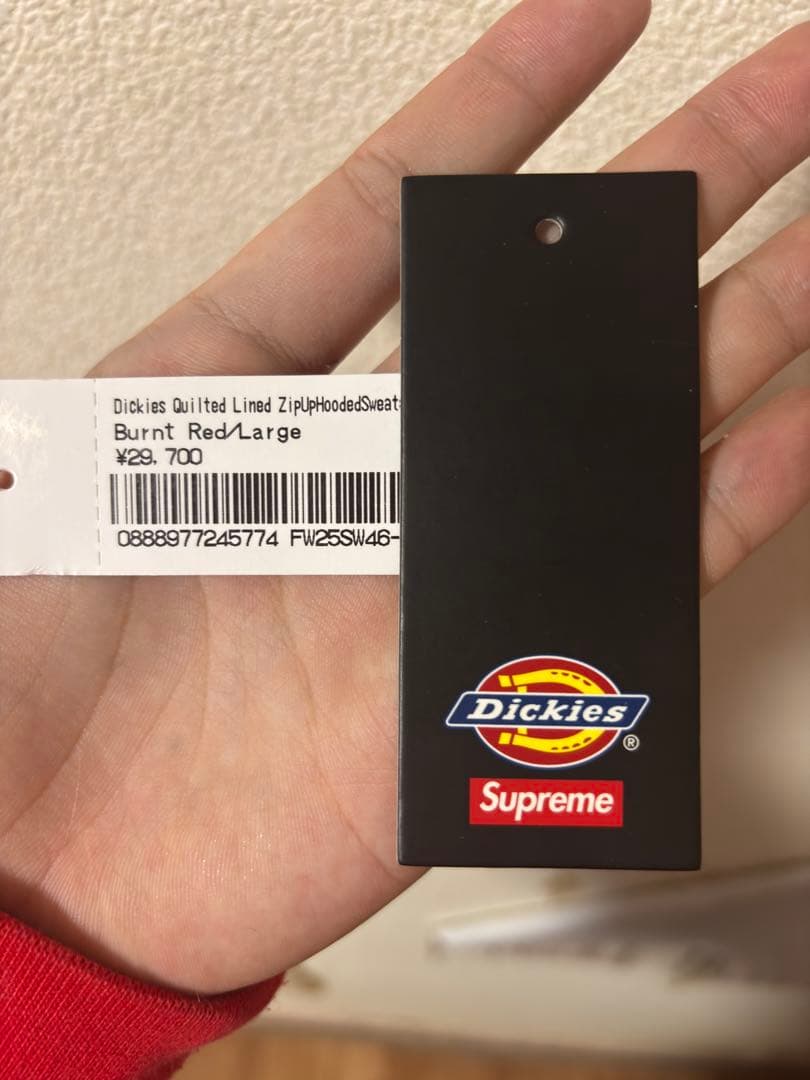 Dickies Quilted Lined ZipUpHoodedSweat
Burnt Red/Large
¥29,700
0888977245774 FW25SW46-
Dickies
®
Supreme